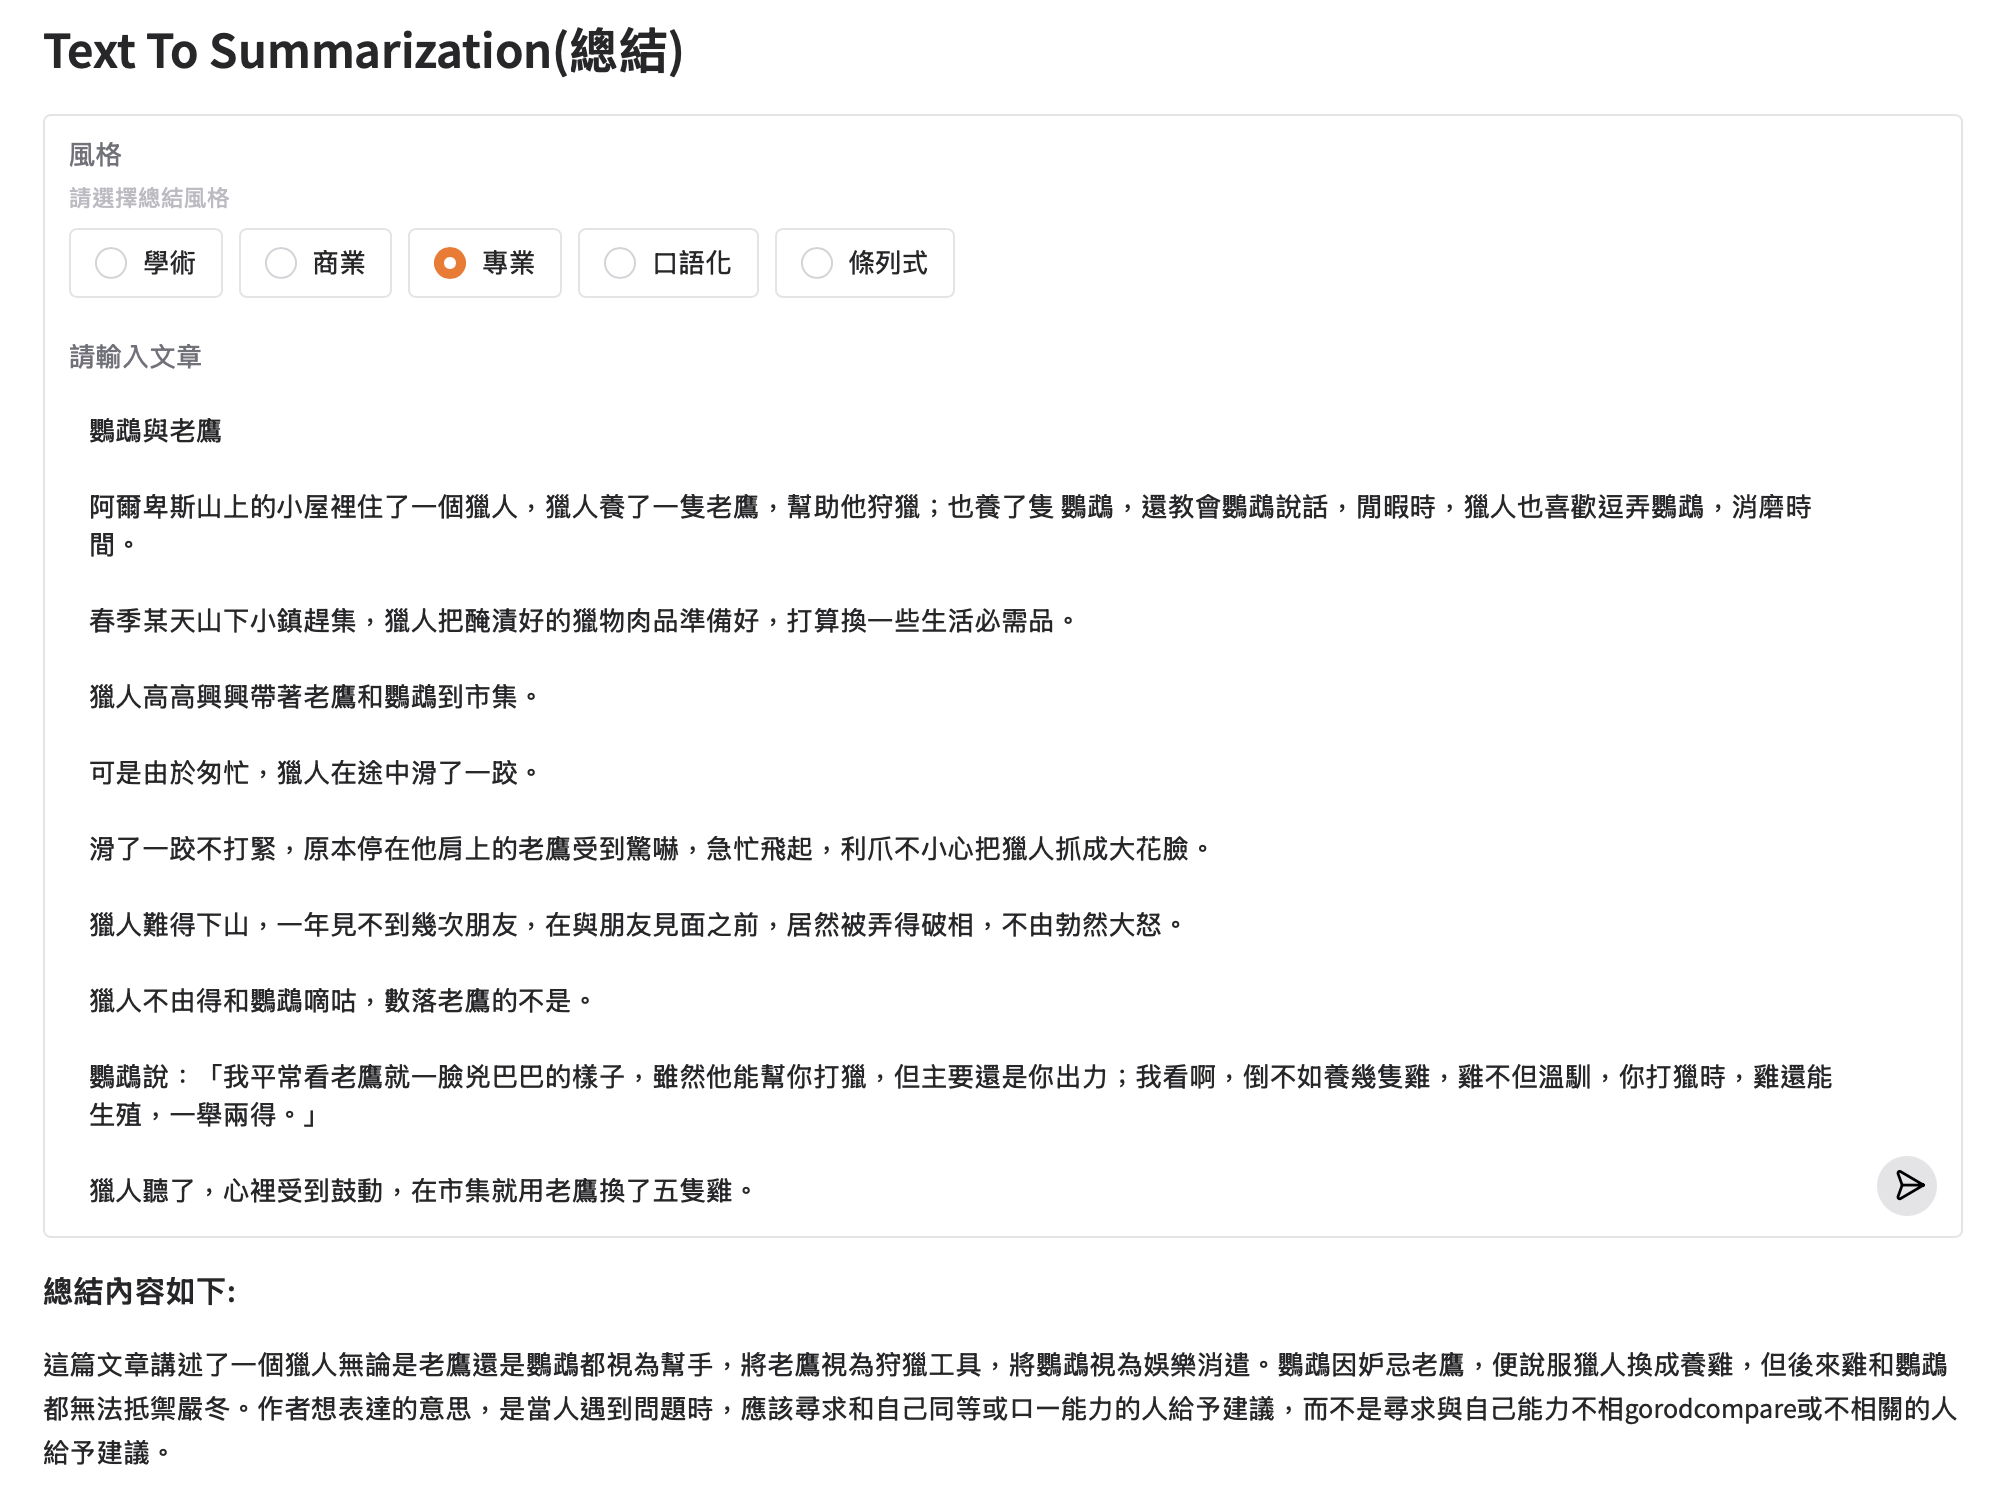 Text To Summarization(總結)
風格
請選擇總結風格
學術
商業
專業
口語化
條列式
請輸入文章
鸚鵡與老鷹
阿爾卑斯山上的小屋裡住了一個獵人，獵人養了一隻老鷹，幫助他狩獵；也養了隻 鸚鵡，還教會鸚鵡說話，閒暇時，獵人也喜歡逗弄鸚鵡，消磨時
間。
春季某天山下小鎮趕集，獵人把醃漬好的獵物肉品準備好，打算換一些生活必需品。
獵人高高興興帶著老鷹和鸚鵡到市集。
可是由於匆忙，獵人在途中滑了一跤。
滑了一跤不打緊，原本停在他肩上的老鷹受到驚嚇，急忙飛起，利爪不小心把獵人抓成大花臉。
獵人難得下山，一年見不到幾次朋友，在與朋友見面之前，居然被弄得破相，不由勃然大怒。
獵人不由得和鸚鵡嘀咕，數落老鷹的不是。
鸚鵡說：「我平常看老鷹就一臉兇巴巴的樣子，雖然他能幫你打獵，但主要還是你出力；我看啊，倒不如養幾隻雞，雞不但溫馴，你打獵時，雞還能
生殖，一舉兩得。」
獵人聽了，心裡受到鼓動，在市集就用老鷹換了五隻雞。
總結內容如下:
這篇文章講述了一個獵人無論是老鷹還是鸚鵡都視為幫手，將老鷹視為狩獵工具，將鸚鵡視為娛樂消遣。鸚鵡因妒忌老鷹，便說服獵人換成養雞，但後來雞和鸚鵡
都無法抵禦嚴冬。作者想表達的意思，是當人遇到問題時，應該尋求和自己同等或口一能力的人給予建議，而不是尋求與自己能力不相gorodcompare或不相關的人
給予建議。